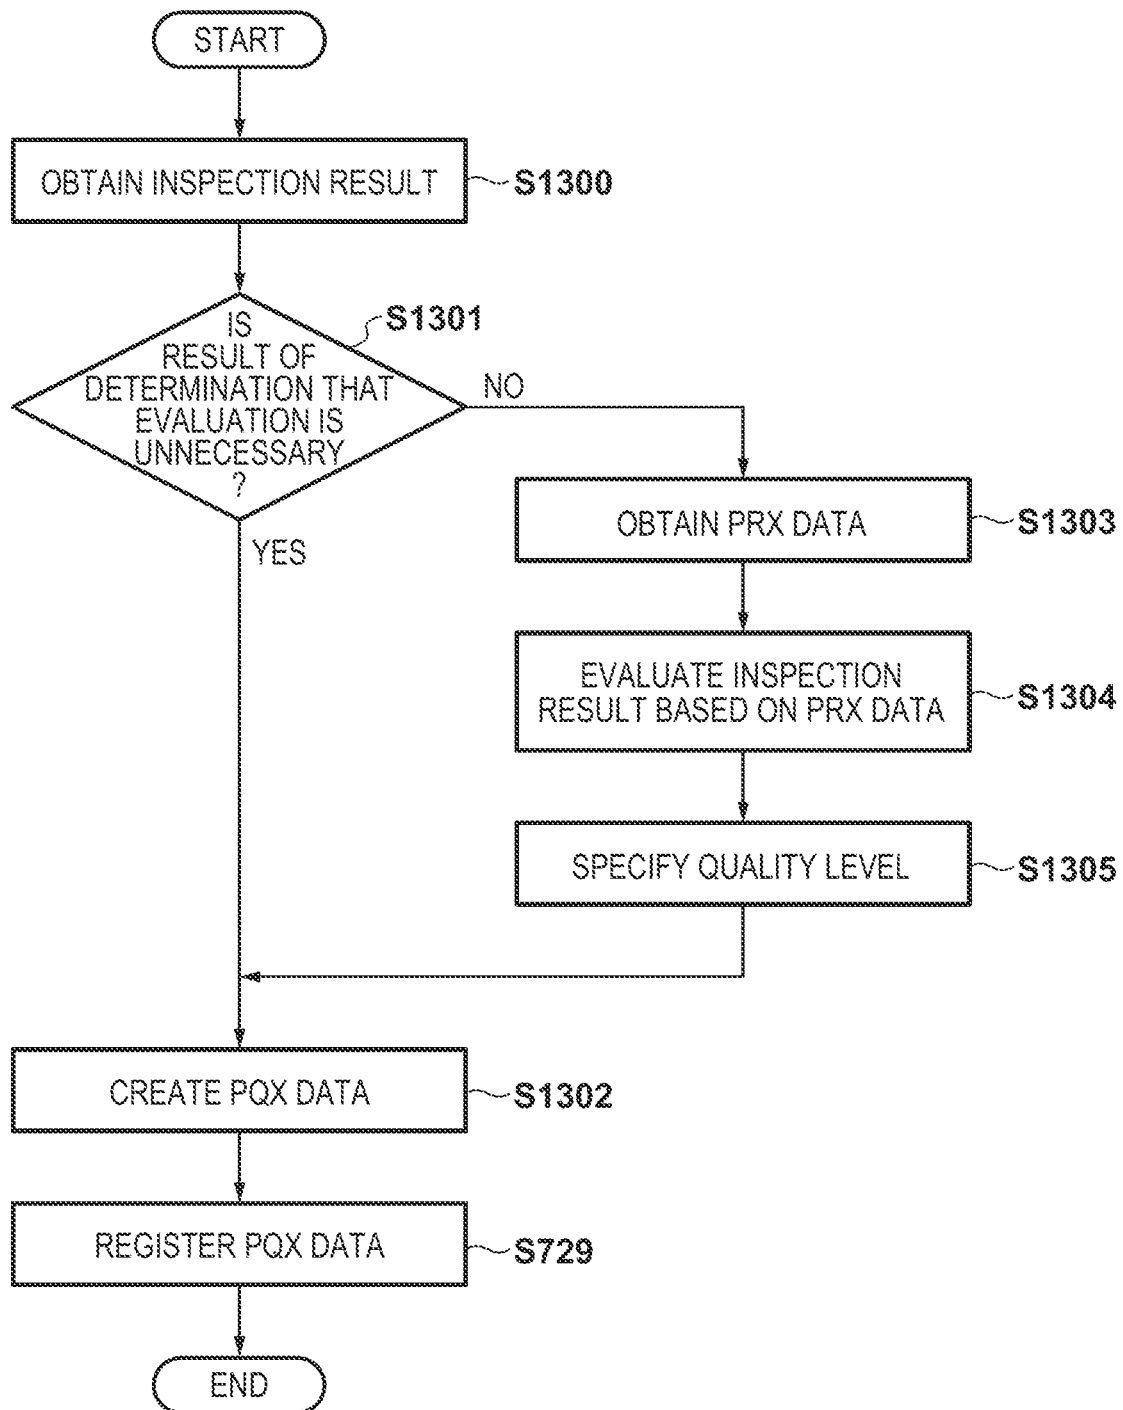 START
OBTAIN INSPECTION RESULT
S1300
S1301
IS
RESULT OF
DETERMINATION THAT
EVALUATION IS
UNNECESSARY
?
NO
YES
OBTAIN PRX DATA
S1303
EVALUATE INSPECTION
RESULT BASED ON PRX DATA
S1304
SPECIFY QUALITY LEVEL
S1305
CREATE PQX DATA
S1302
REGISTER PQX DATA
S729
END